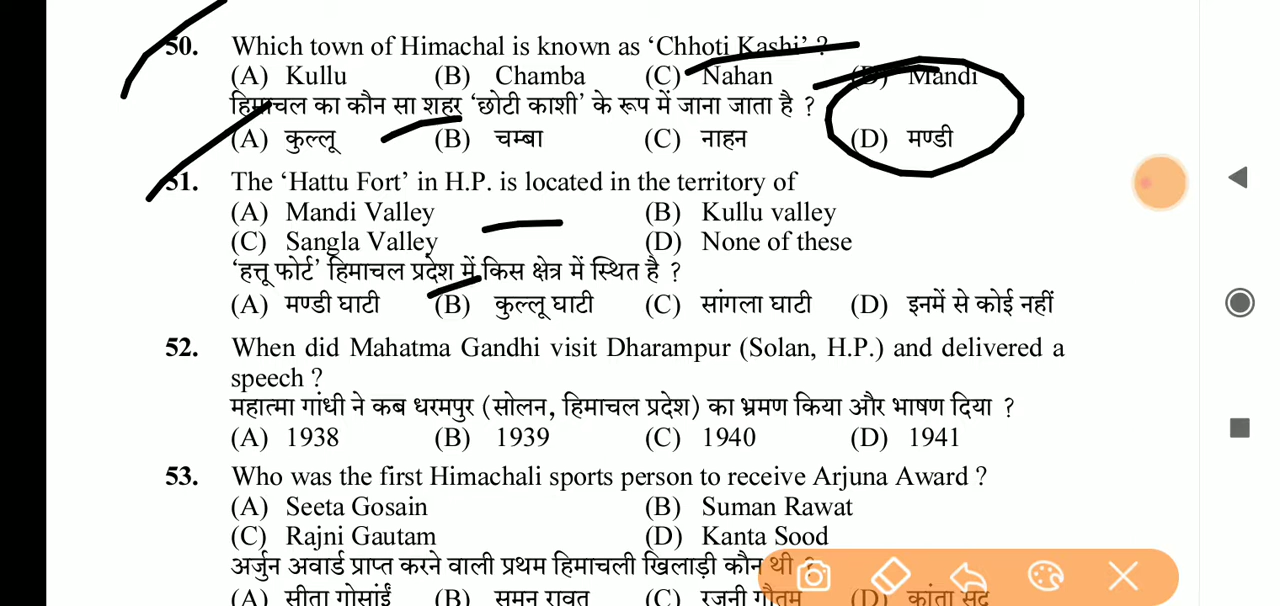 50. Which town of Himachal is known as ‘Chhoti Kashi’ ?
(A) Kullu (B) Chamba (C) Nahan (D) Mandi
हिमाचल का कौन सा शहर ‘छोटी काशी’ के रूप में जाना जाता है ?
(A) कुल्लू (B) चम्बा (C) नाहन (D) मण्डी
51. The ‘Hattu Fort’ in H.P. is located in the territory of
(A) Mandi Valley (B) Kullu valley
(C) Sangla Valley (D) None of these
‘हत्तू फोर्ट’ हिमाचल प्रदेश में किस क्षेत्र में स्थित है ?
(A) मण्डी घाटी (B) कुल्लू घाटी (C) सांगला घाटी (D) इनमें से कोई नहीं
52. When did Mahatma Gandhi visit Dharampur (Solan, H.P.) and delivered a
speech ?
महात्मा गांधी ने कब धरमपुर (सोलन, हिमाचल प्रदेश) का भ्रमण किया और भाषण दिया ?
(A) 1938 (B) 1939 (C) 1940 (D) 1941
53. Who was the first Himachali sports person to receive Arjuna Award ?
(A) Seeta Gosain (B) Suman Rawat
(C) Rajni Gautam (D) Kanta Sood
अर्जुन अवार्ड प्राप्त करने वाली प्रथम हिमाचली खिलाड़ी कौन थी ?
(A) सीता गोसांई (B) सुमन रावत (C) रजनी गौतम (D) कांता सूद